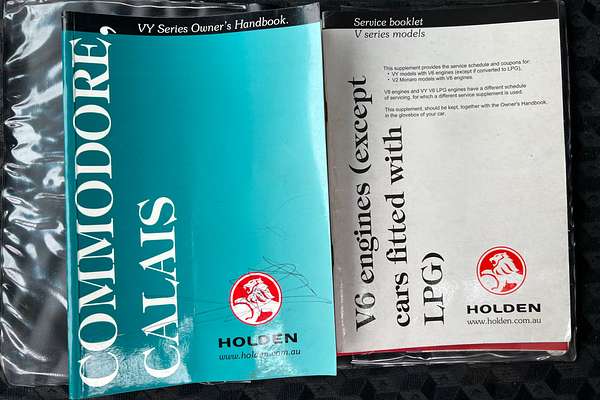 VY Series Owner's Handbook.
COMMODORE,
CALAIS
HOLDEN
www.holden.com.au
Service booklet
V series models
This supplement provides the service schedule and coupons for:
• VY models with V6 engines (except if converted to LPG),
• V2 Monaro models with V6 engines.
V8 engines and VY V6 LPG engines have a different schedule
of servicing, for which a different service supplement is used.
This supplement, should be kept, together with the Owner's Handbook,
in the glovebox of your car.
V6 engines (except
cars fitted with
LPG)
HOLDEN
www.holden.com.au